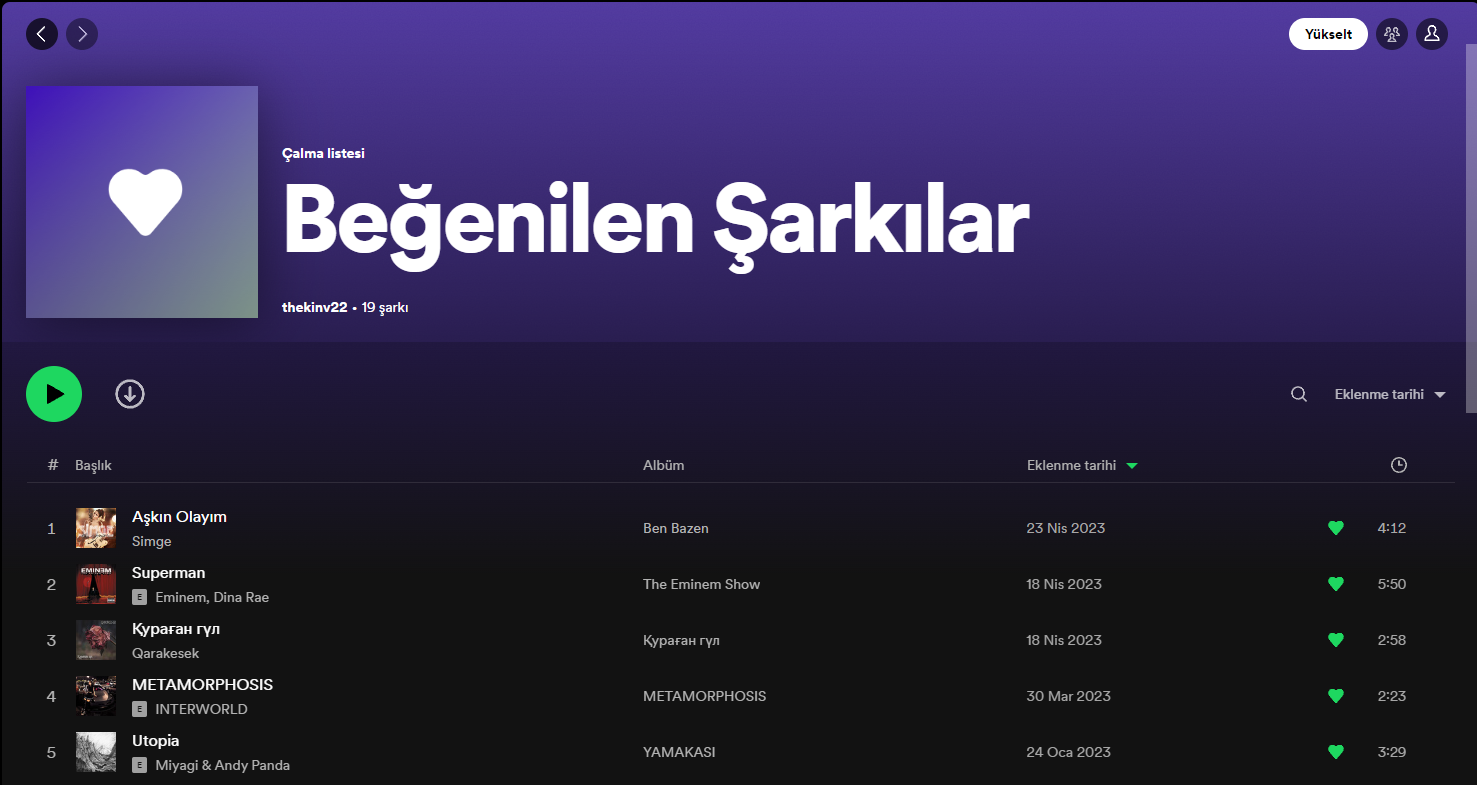 Yükselt
Çalma listesi
Beğenilen Şarkılar
thekinv22 • 19 şarkı
Eklenme tarihi
# Başlık Albüm Eklenme tarihi
1 Aşkın Olayım Ben Bazen 23 Nis 2023 4:12
Simge
2 Superman The Eminem Show 18 Nis 2023 5:50
EMINEM
E Eminem, Dina Rae
3 Қураған гүл Қураған гүл 18 Nis 2023 2:58
Qarakesek
4 METAMORPHOSIS METAMORPHOSIS 30 Mar 2023 2:23
E INTERWORLD
5 Utopia YAMAKASI 24 Oca 2023 3:29
E Miyagi & Andy Panda